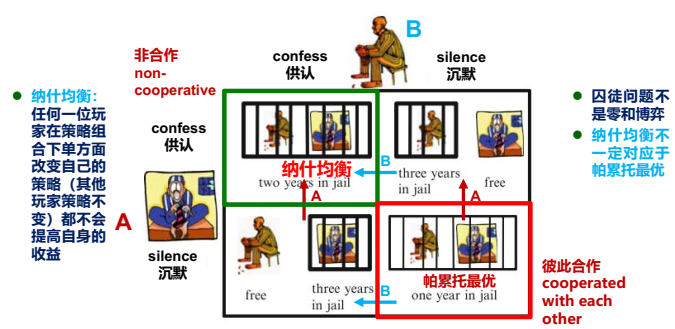 非合作
non-
cooperative
confess
供认
B
silence
沉默
纳什均衡：
任何一位玩
家在策略组
合下单方面
改变自己的
策略（其他
玩家策略不
变）都不会
提高自身的
收益
confess
供认
A
silence
沉默
纳什均衡
two years in jail
B
three years
in jail
free
A
A
free
three years
in jail
B
帕累托最优
one year in jail
囚徒问题不
是零和博弈
纳什均衡不
一定对应于
帕累托最优
彼此合作
cooperated
with each
other